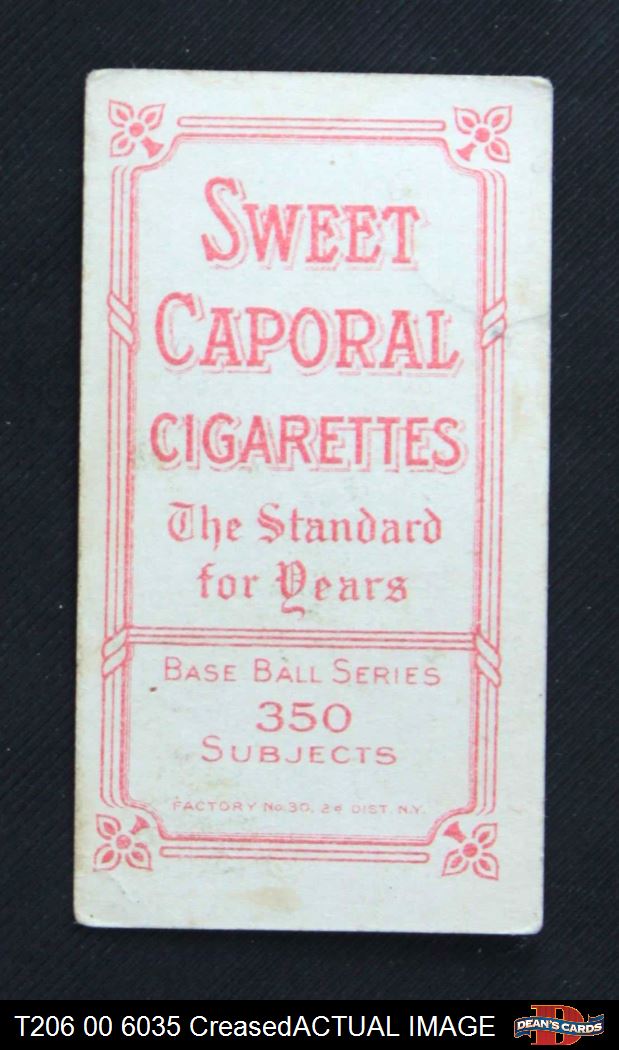 SWEET
CAPORAL
CIGARETTES
The Standard
for Years
BASE BALL SERIES
350
SUBJECTS
FACTORY No. 30, 2¢ DIST. N.Y.
T206 00 6035 CreasedACTUAL IMAGE
D
DEAN'S CARDS